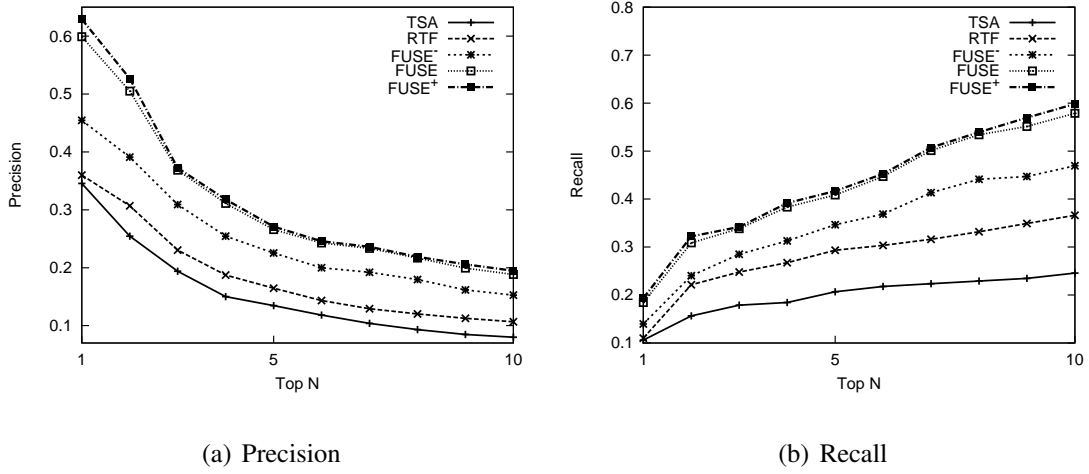 TSA
RTF
FUSE⁻
FUSE
FUSE⁺
0.6
0.5
0.4
0.3
0.2
0.1
Precision
1
5
10
Top N
(a) Precision
TSA
RTF
FUSE⁻
FUSE
FUSE⁺
0.8
0.7
0.6
0.5
0.4
0.3
0.2
0.1
Recall
1
5
10
Top N
(b) Recall